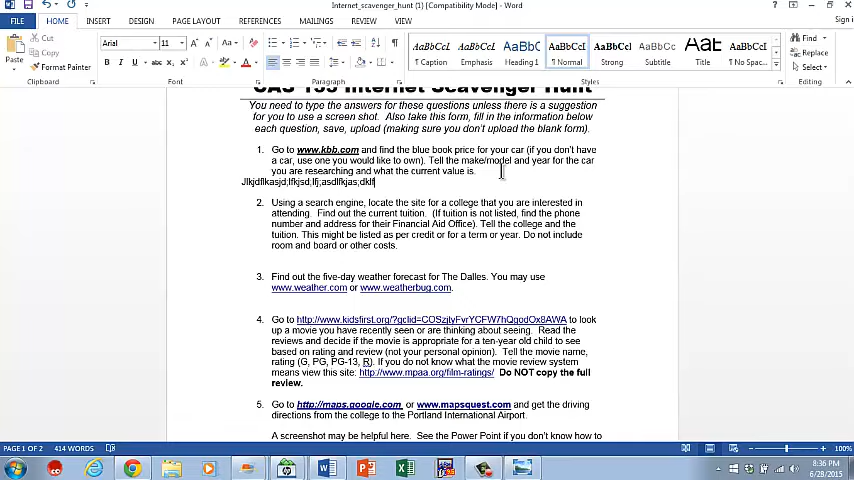 Internet_scavenger_hunt (1) [Compatibility Mode] - Word
FILE HOME INSERT DESIGN PAGE LAYOUT REFERENCES MAILINGS REVIEW VIEW Sign in
Cut
Copy
Format Painter
Paste
Arial 11
AaBbCcl AaBbCcl AaBbC AaBbCcI AaBbCcl AaBbCcl AaB AaBbCcI
¶ Caption Emphasis Heading 1 ¶ Normal Strong Subtitle Title ¶ No Spac...
Find
Replace
Select
Clipboard Font Paragraph Styles Editing
CAS 133 Internet Scavenger Hunt
You need to type the answers for these questions unless there is a suggestion
for you to use a screen shot. Also take this form, fill in the information below
each question, save, upload (making sure you don't upload the blank form).
1. Go to www.kbb.com and find the blue book price for your car (if you don't have
a car, use one you would like to own). Tell the make/model and year for the car
you are researching and what the current value is.
Jlkjdflkasjd;lfkjsd;lfj;asdlfkjas;dklf
2. Using a search engine, locate the site for a college that you are interested in
attending. Find out the current tuition. (If tuition is not listed, find the phone
number and address for their Financial Aid Office). Tell the college and the
tuition. This might be listed as per credit or for a term or year. Do not include
room and board or other costs.
3. Find out the five-day weather forecast for The Dalles. You may use
www.weather.com or www.weatherbug.com.
4. Go to http://www.kidsfirst.org/?gclid=COSzjtyFvrYCFW7hQgodOx8AWA to look
up a movie you have recently seen or are thinking about seeing. Read the
reviews and decide if the movie is appropriate for a ten-year old child to see
based on rating and review (not your personal opinion). Tell the movie name,
rating (G, PG, PG-13, R). If you do not know what the movie review system
means view this site: http://www.mpaa.org/film-ratings/ Do NOT copy the full
review.
5. Go to http://maps.google.com or www.mapsquest.com and get the driving
directions from the college to the Portland International Airport.
A screenshot may be helpful here. See the Power Point if you don't know how to
PAGE 1 OF 2 414 WORDS 100%
8:36 PM
6/28/2015